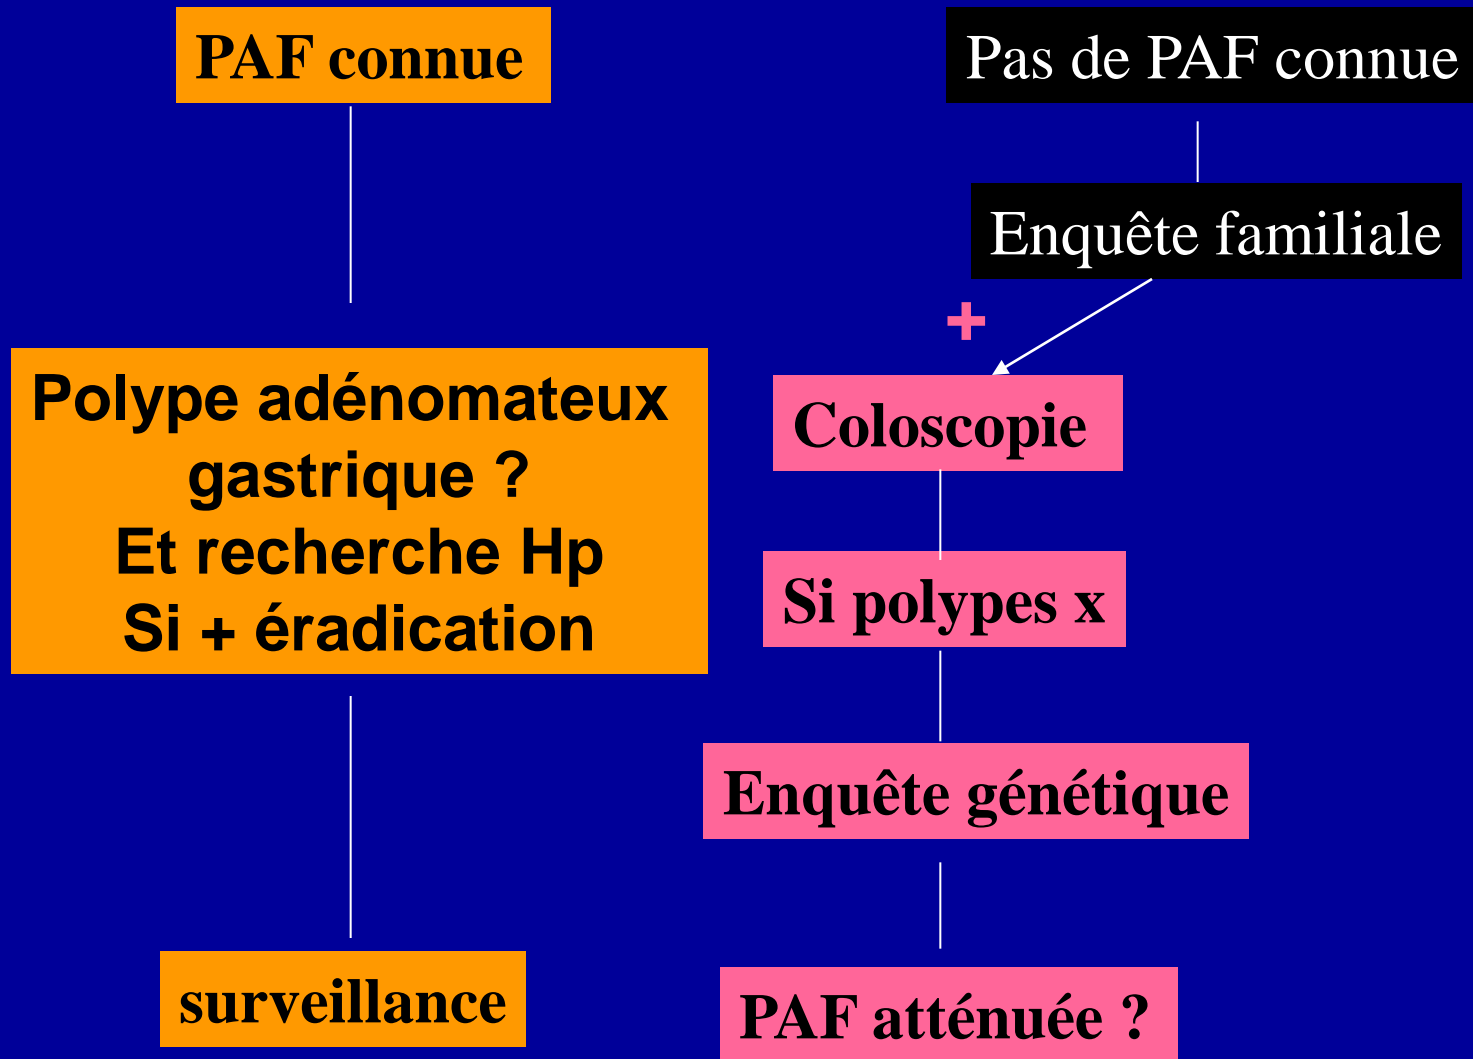 PAF connue
Polype adénomateux
gastrique ?
Et recherche Hp
Si + éradication
surveillance
Pas de PAF connue
Enquête familiale
+
Coloscopie
Si polypes x
Enquête génétique
PAF atténuée ?